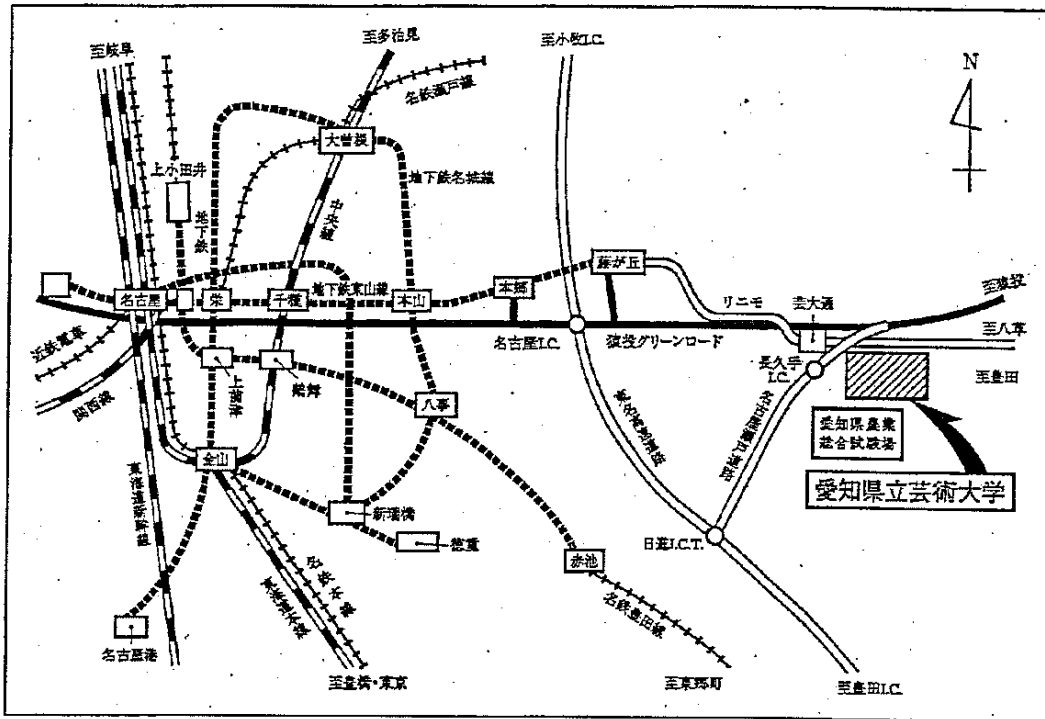 至岐阜
至多治見
至小牧I.C.
N
名鉄瀬戸線
大曽根
上小田井
地下鉄名城線
地下鉄
中央線
藤が丘
名古屋
栄
千種
地下鉄東山線
本山
本郷
リニモ
芸大通
至猿投
至八草
近鉄電車
名古屋I.C.
猿投グリーンロード
長久手
I.C.
至豊田
関西線
上前津
鶴舞
八事
愛知県農業
総合試験場
金山
愛知県立芸術大学
新瑞橋
徳重
日進J.C.T.
赤池
名鉄本線
東海道本線
名鉄豊田線
名古屋港
至豊橋・東京
至東郷町
至豊田I.C.